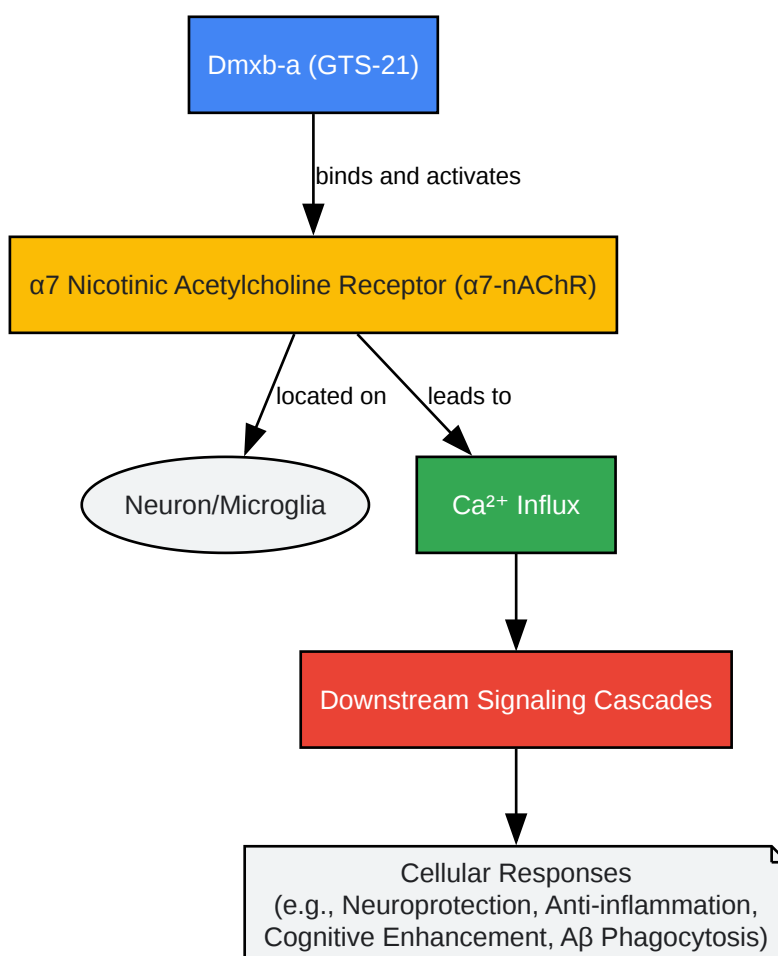 Dmxb-a (GTS-21)
binds and activates
α7 Nicotinic Acetylcholine Receptor (α7-nAChR)
located on
leads to
Neuron/Microglia
Ca²⁺ Influx
Downstream Signaling Cascades
Cellular Responses
(e.g., Neuroprotection, Anti-inflammation,
Cognitive Enhancement, Aβ Phagocytosis)